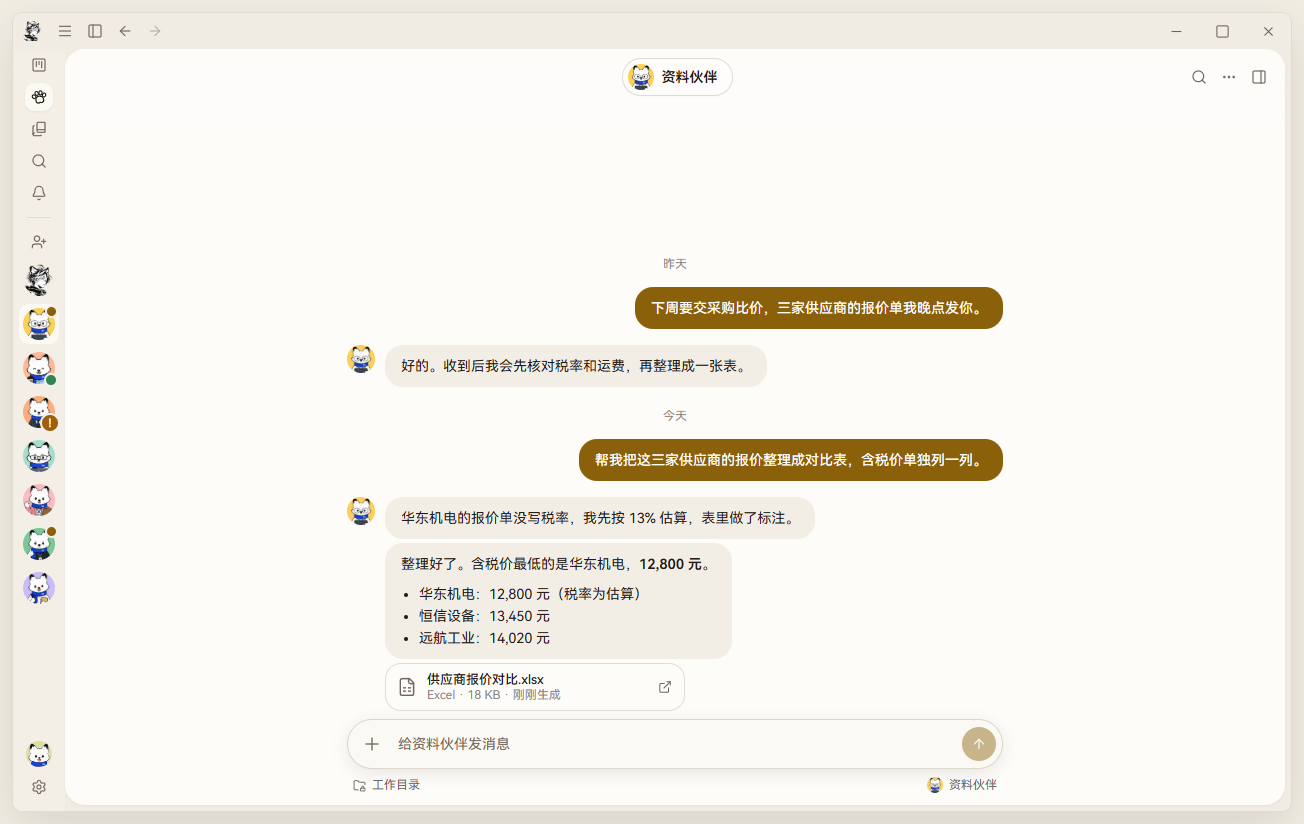 资料伙伴
昨天
下周要交采购比价，三家供应商的报价单我晚点发你。
好的。收到后我会先核对税率和运费，再整理成一张表。
今天
帮我把这三家供应商的报价整理成对比表，含税价单独列一列。
华东机电的报价单没写税率，我先按 13% 估算，表里做了标注。
整理好了。含税价最低的是华东机电，12,800 元。
• 华东机电：12,800 元（税率为估算）
• 恒信设备：13,450 元
• 远航工业：14,020 元
供应商报价对比.xlsx
Excel · 18 KB · 刚刚生成
给资料伙伴发消息
工作目录
资料伙伴